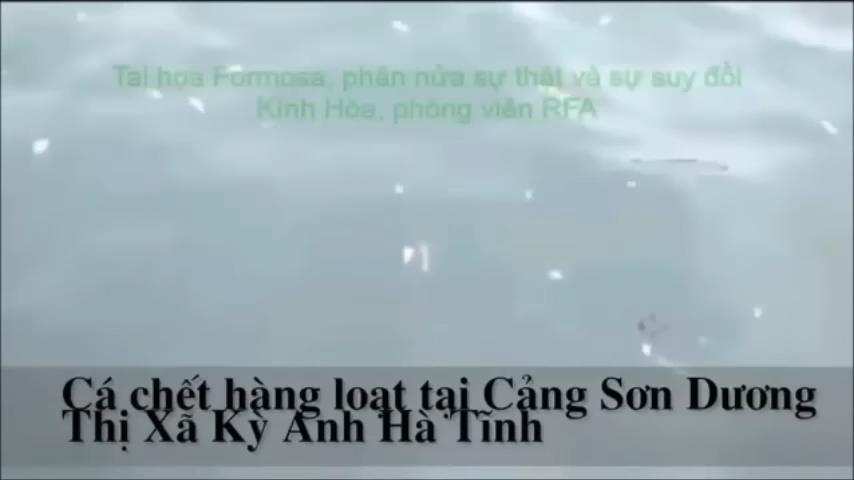 Tai họa Formosa, phân nửa sự thật và sự suy đồi
Kính Hòa, phóng viên RFA
1
Cá chết hàng loạt tại Cảng Sơn Dương
Thị Xã Kỳ Anh Hà Tĩnh